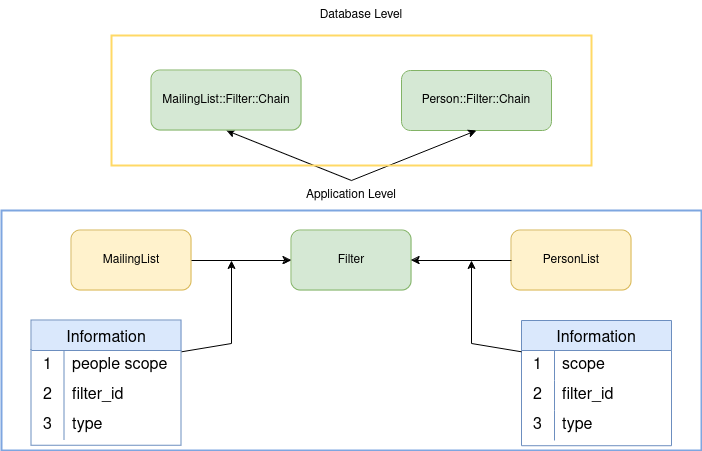 Database Level
MailingList::Filter::Chain
Person::Filter::Chain
Application Level
MailingList
Filter
PersonList
Information
1 people scope
2 filter_id
3 type
Information
1 scope
2 filter_id
3 type